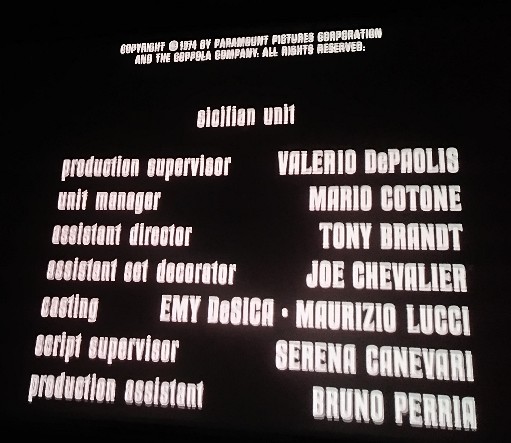 COPYRIGHT © 1974 BY PARAMOUNT PICTURES CORPORATION
AND THE COPPOLA COMPANY. ALL RIGHTS RESERVED.
sicilian unit
production supervisor VALERIO DePAOLIS
unit manager MARIO COTONE
assistant director TONY BRANDT
assistant set decorator JOE CHEVALIER
casting EMY DeSICA • MAURIZIO LUCCI
script supervisor SERENA CANEVARI
production assistant BRUNO PERRIA